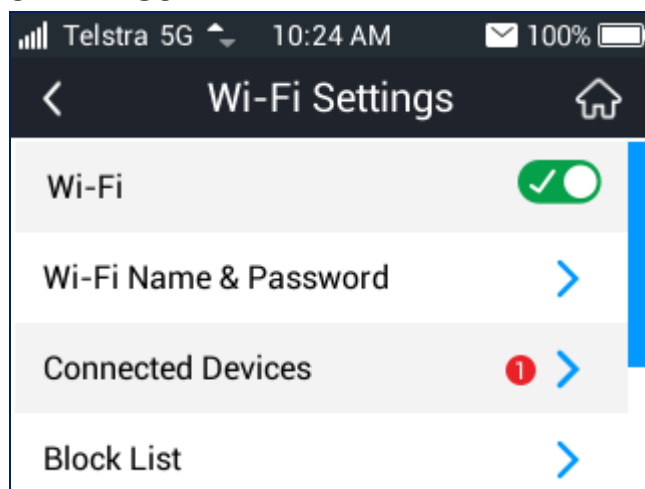 Telstra 5G 10:24 AM 100%
Wi-Fi Settings
Wi-Fi
Wi-Fi Name & Password
Connected Devices 1
Block List